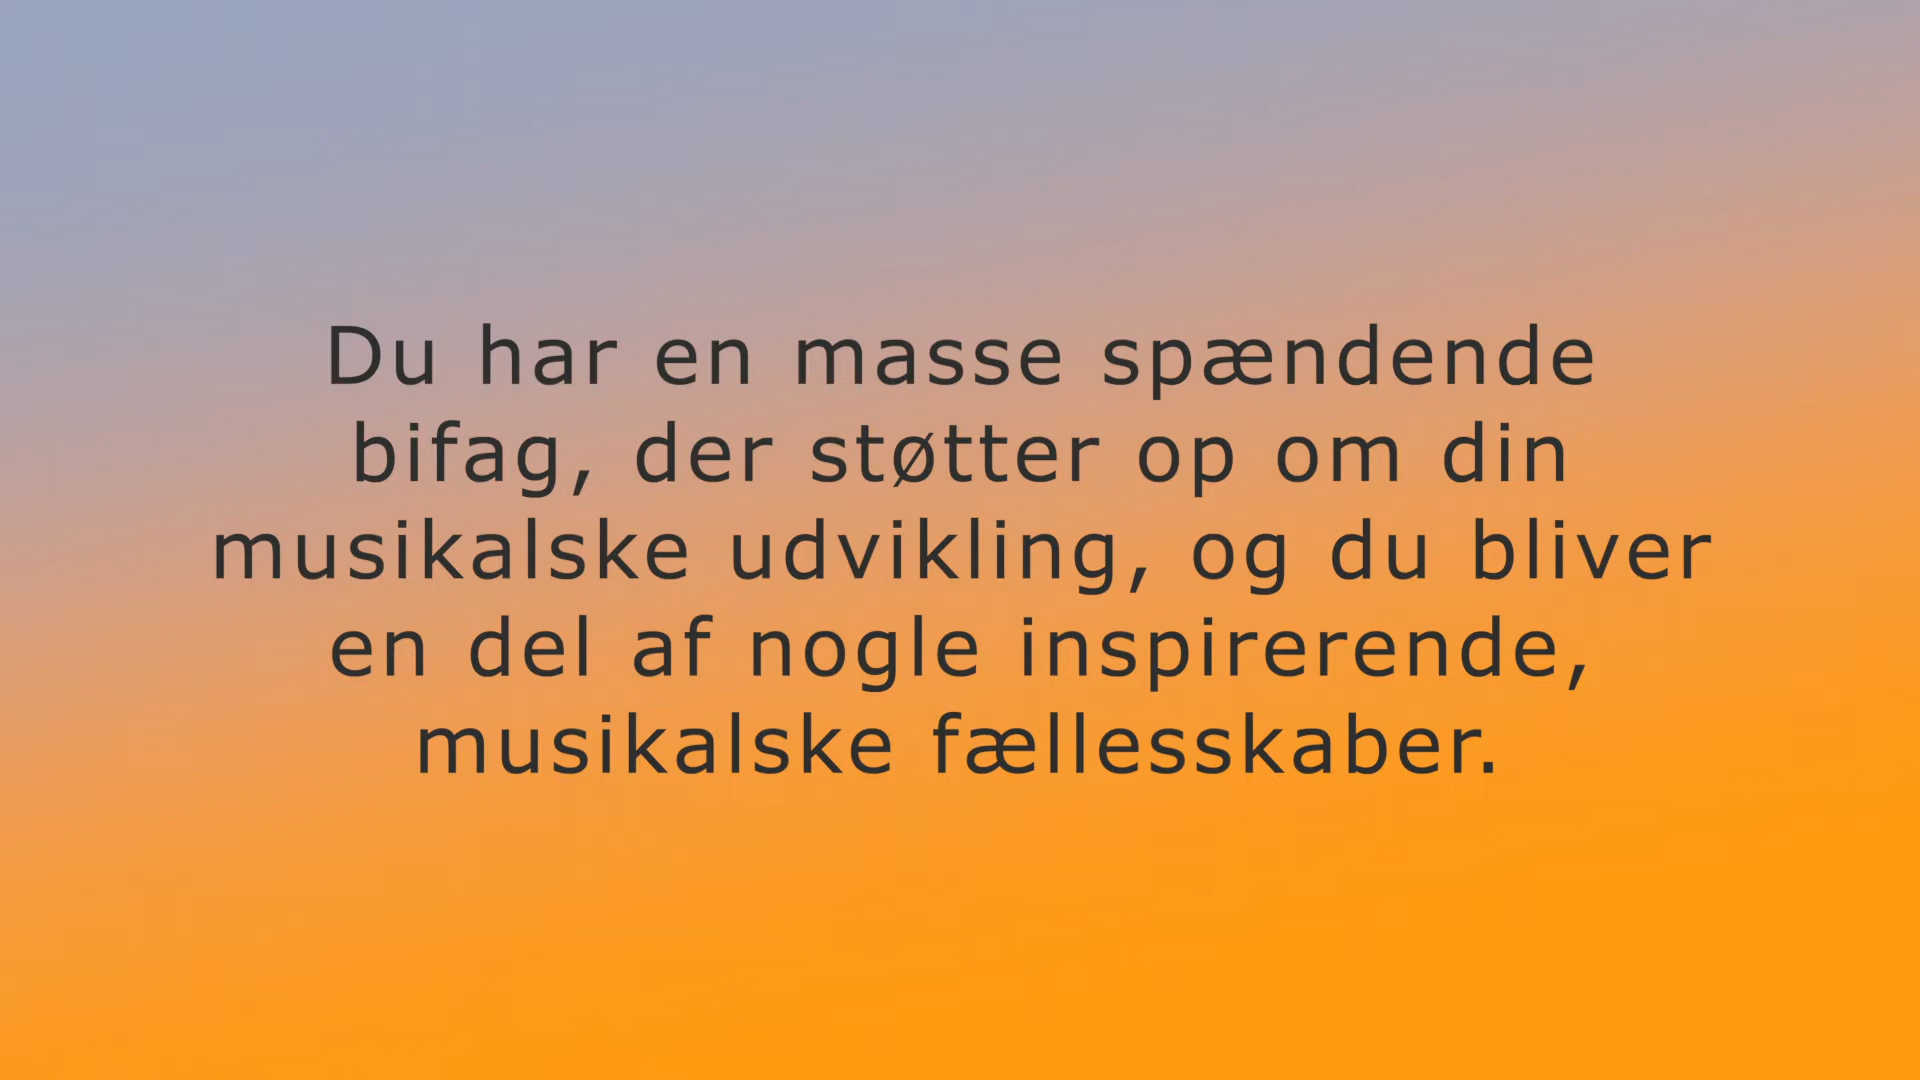 Du har en masse spændende
bifag, der støtter op om din
musikalske udvikling, og du bliver
en del af nogle inspirerende,
musikalske fællesskaber.